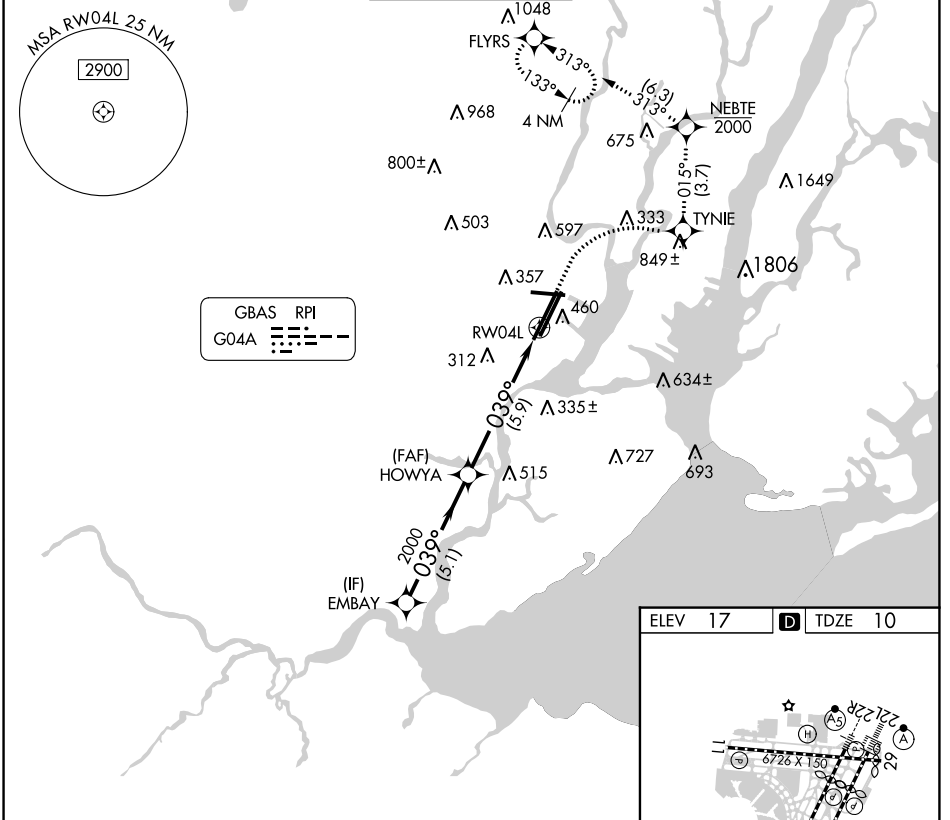 MSA RW04L 25 NM
2900
1048
FLYRS
313°
133°
4 NM
(6.3)
313°
NEBTE
2000
968
675
800±
015°
(3.7)
1649
503
597
333
TYNIE
849±
1806
357
460
RW04L
GBAS RPI
G04A
312
039°
(5.9)
634±
335±
(FAF)
HOWYA
515
727
693
2000
039°
(5.1)
(IF)
EMBAY
ELEV 17 D TDZE 10
A5
22R
22L
A
H
11
P
6726 X 150
P
29
P
P